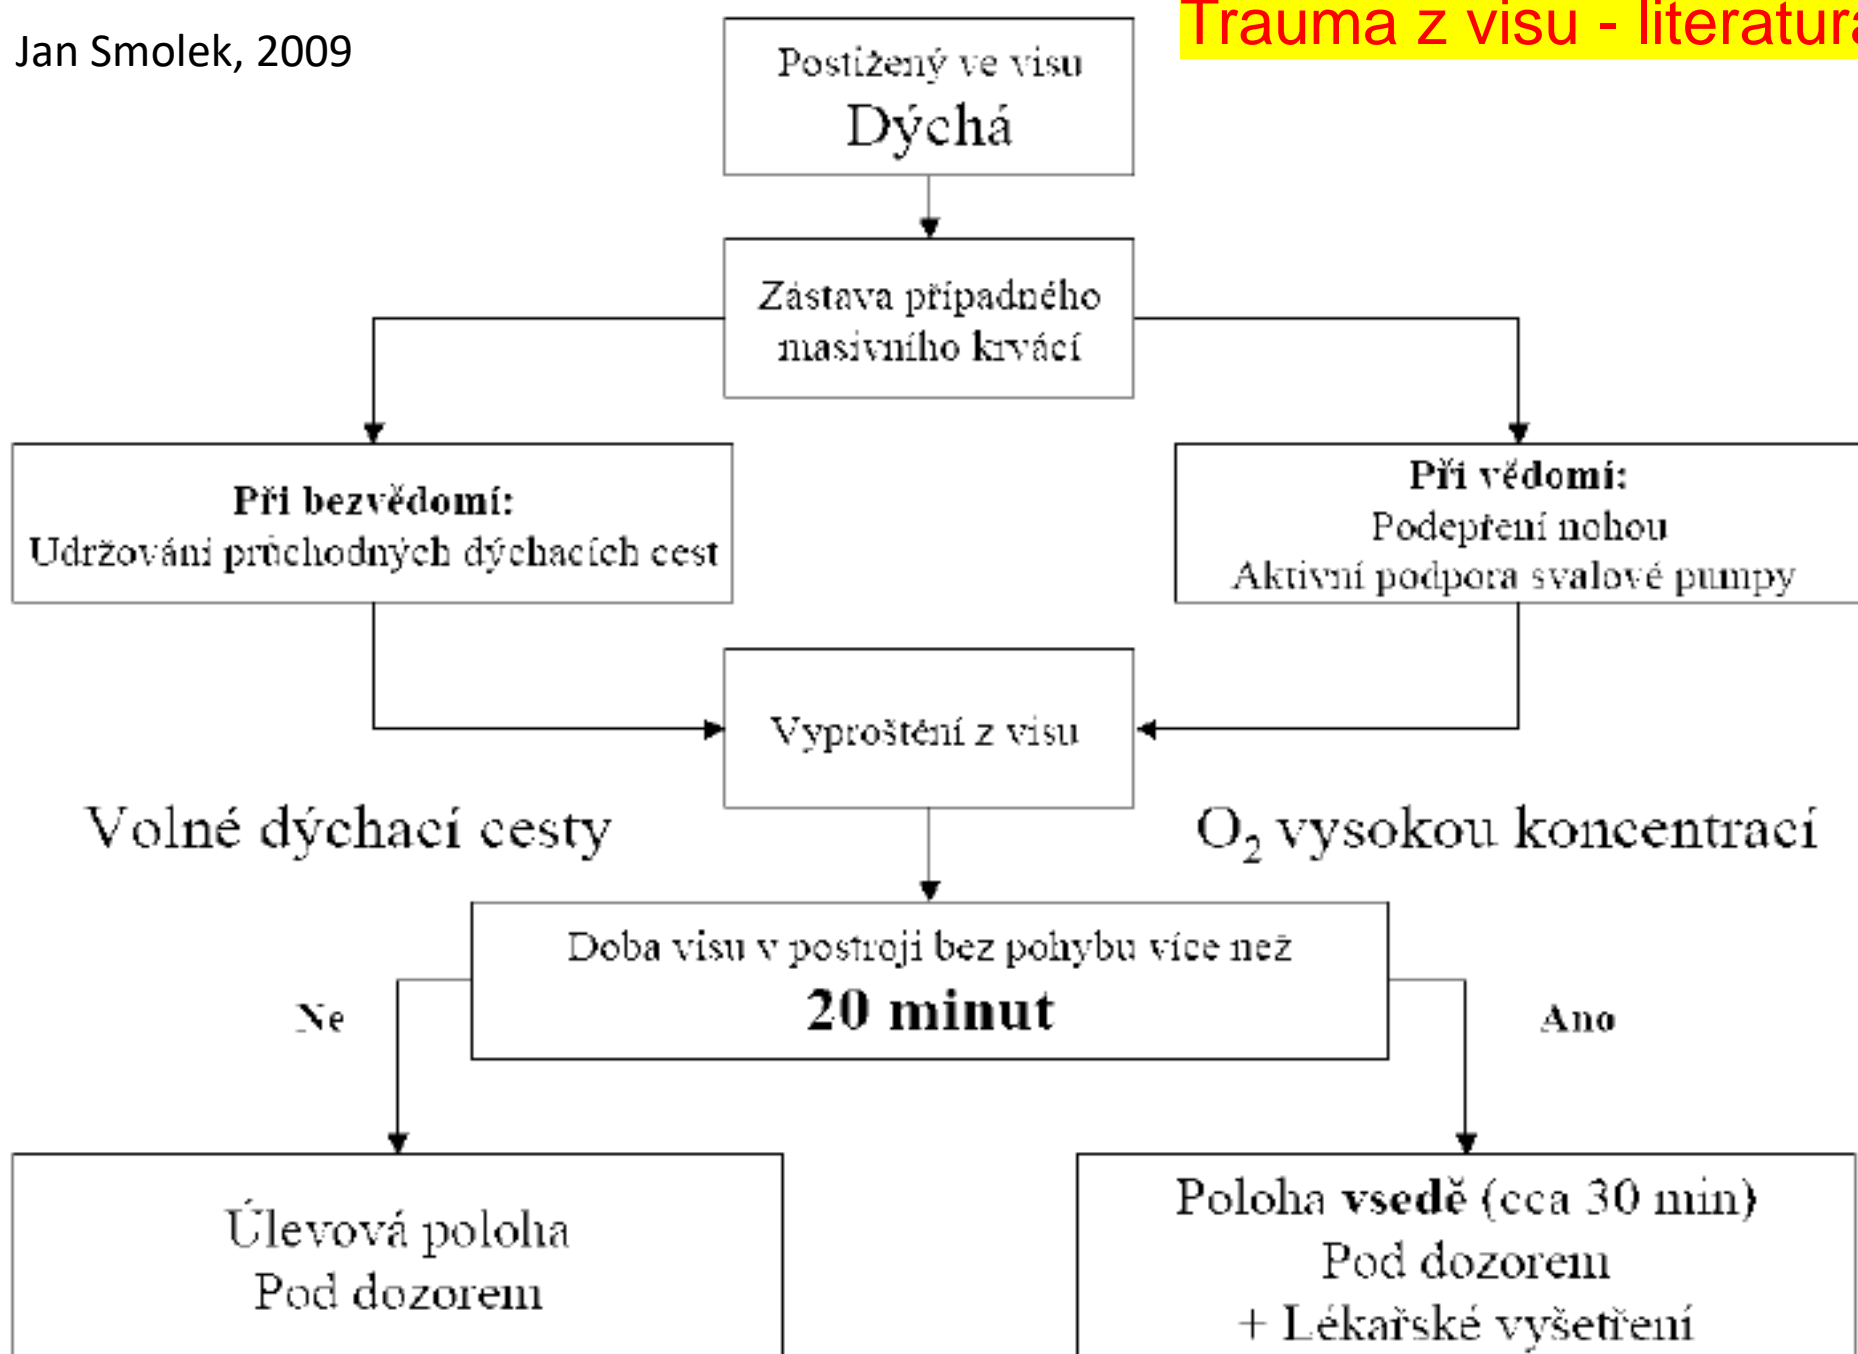 Jan Smolek, 2009
Trauma z visu - literatura
Postižený ve visu
Dýchá
Zástava případného
masivního krvácí
Při bezvědomí:
Udržování průchodných dýchacích cest
Při vědomí:
Podepření nohou
Aktivní podpora svalové pumpy
Vyproštění z visu
Volné dýchací cesty
O₂ vysokou koncentrací
Doba visu v postroji bez pohybu více než
20 minut
Ne
Ano
Úlevová poloha
Pod dozorem
Poloha vsedě (cca 30 min)
Pod dozorem
+ Lékařské vyšetření